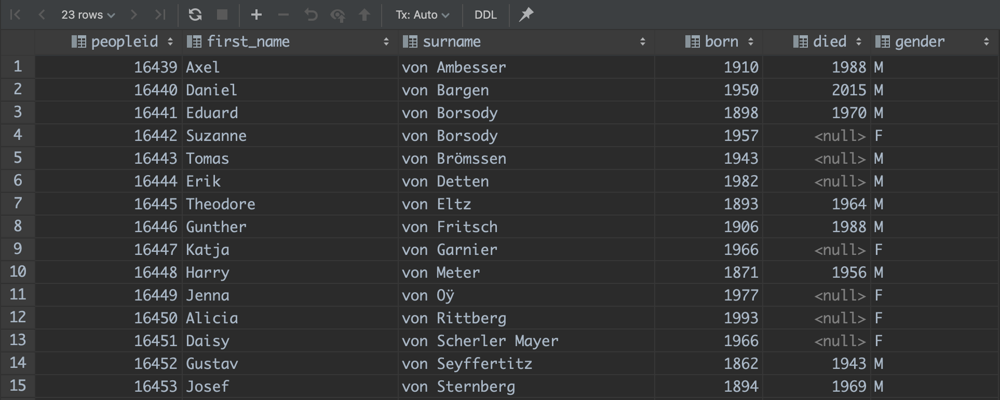 23 rows Tx: Auto DDL
peopleid first_name surname born died gender
1 16439 Axel von Ambesser 1910 1988 M
2 16440 Daniel von Bargen 1950 2015 M
3 16441 Eduard von Borsody 1898 1970 M
4 16442 Suzanne von Borsody 1957 <null> F
5 16443 Tomas von Brömssen 1943 <null> M
6 16444 Erik von Detten 1982 <null> M
7 16445 Theodore von Eltz 1893 1964 M
8 16446 Gunther von Fritsch 1906 1988 M
9 16447 Katja von Garnier 1966 <null> F
10 16448 Harry von Meter 1871 1956 M
11 16449 Jenna von Oÿ 1977 <null> F
12 16450 Alicia von Rittberg 1993 <null> F
13 16451 Daisy von Scherler Mayer 1966 <null> F
14 16452 Gustav von Seyffertitz 1862 1943 M
15 16453 Josef von Sternberg 1894 1969 M